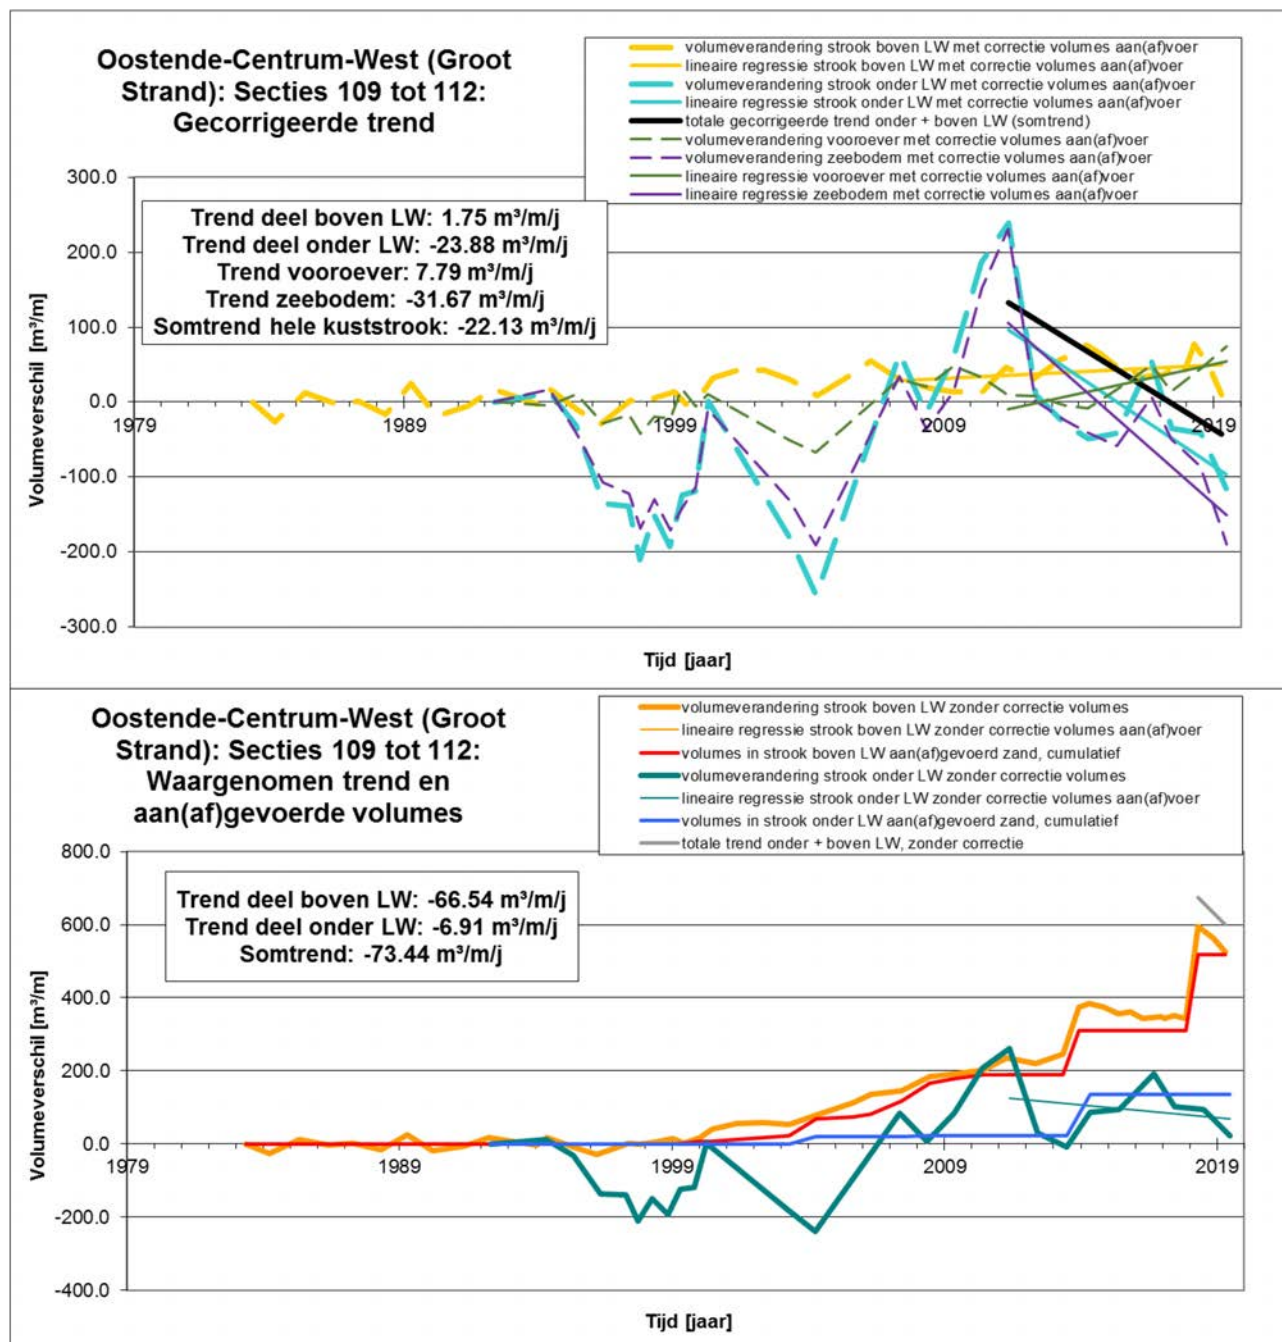 Oostende-Centrum-West (Groot
Strand): Secties 109 tot 112:
Gecorrigeerde trend
volumeverandering strook boven LW met correctie volumes aan(af)voer
lineaire regressie strook boven LW met correctie volumes aan(af)voer
volumeverandering strook onder LW met correctie volumes aan(af)voer
lineaire regressie strook onder LW met correctie volumes aan(af)voer
totale gecorrigeerde trend onder + boven LW (somtrend)
volumeverandering vooroever met correctie volumes aan(af)voer
volumeverandering zeebodem met correctie volumes aan(af)voer
lineaire regressie vooroever met correctie volumes aan(af)voer
lineaire regressie zeebodem met correctie volumes aan(af)voer
Trend deel boven LW: 1.75 m³/m/j
Trend deel onder LW: -23.88 m³/m/j
Trend vooroever: 7.79 m³/m/j
Trend zeebodem: -31.67 m³/m/j
Somtrend hele kuststrook: -22.13 m³/m/j
Volumeverschil [m³/m]
300.0
200.0
100.0
0.0
-100.0
-200.0
-300.0
1979
1989
1999
2009
2019
Tijd [jaar]
Oostende-Centrum-West (Groot
Strand): Secties 109 tot 112:
Waargenomen trend en
aan(af)gevoerde volumes
volumeverandering strook boven LW zonder correctie volumes
lineaire regressie strook boven LW zonder correctie volumes aan(af)voer
volumes in strook boven LW aan(af)gevoerd zand, cumulatief
volumeverandering strook onder LW zonder correctie volumes
lineaire regressie strook onder LW zonder correctie volumes aan(af)voer
volumes in strook onder LW aan(af)gevoerd zand, cumulatief
totale trend onder + boven LW, zonder correctie
Trend deel boven LW: -66.54 m³/m/j
Trend deel onder LW: -6.91 m³/m/j
Somtrend: -73.44 m³/m/j
Volumeverschil [m³/m]
800.0
600.0
400.0
200.0
0.0
-200.0
-400.0
1979
1989
1999
2009
2019
Tijd [jaar]